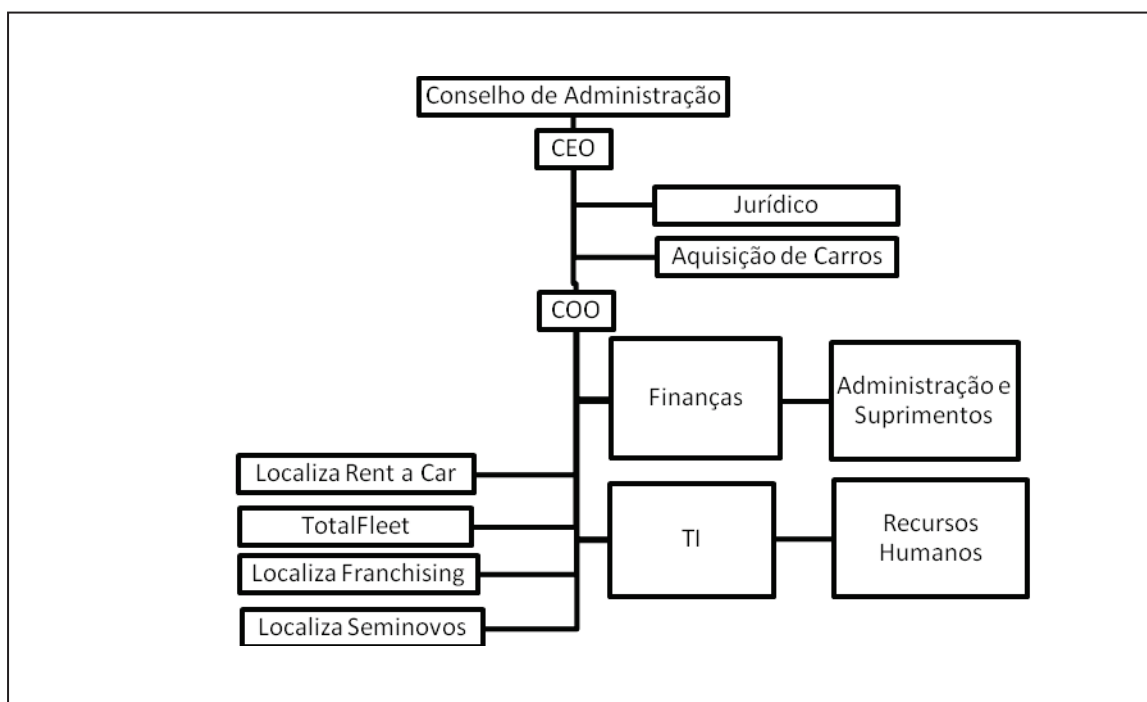 Conselho de Administração
CEO
Jurídico
Aquisição de Carros
COO
Finanças
Administração e
Suprimentos
Localiza Rent a Car
TotalFleet
Localiza Franchising
Localiza Seminovos
TI
Recursos
Humanos